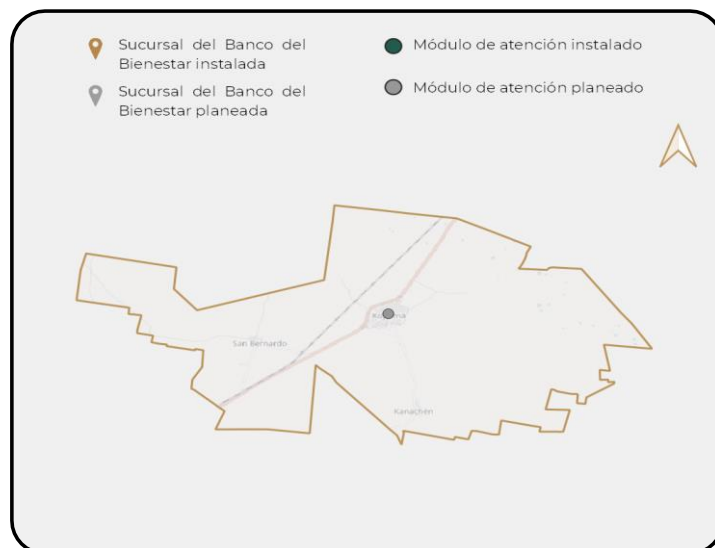 Sucursal del Banco del
Bienestar instalada
Sucursal del Banco del
Bienestar planeada
Módulo de atención instalado
Módulo de atención planeado
San Bernardo
Kanachén